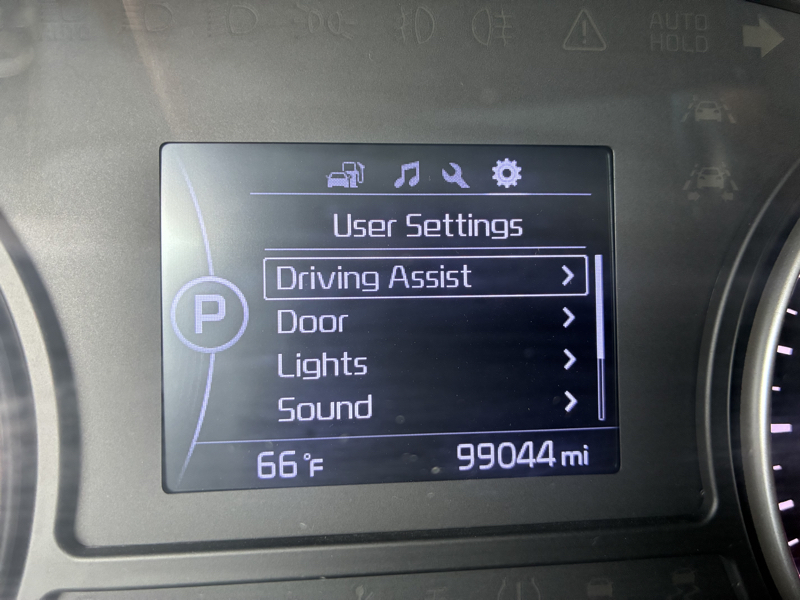 AUTO
HOLD
User Settings
Driving Assist
P
Door
Lights
Sound
66°F
99044 mi